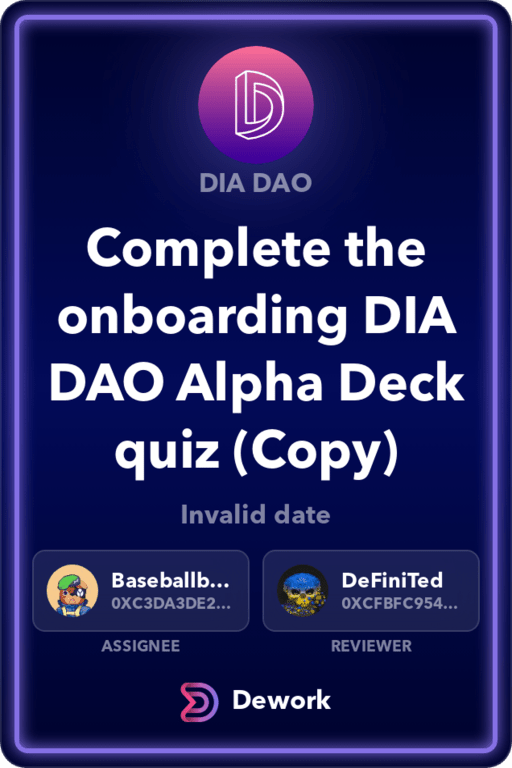 DIA DAO
Complete the
onboarding DIA
DAO Alpha Deck
quiz (Copy)
Invalid date
Baseballb...
0XC3DA3DE2...
ASSIGNEE
DeFiniTed
0XCFBFC954...
REVIEWER
Dework